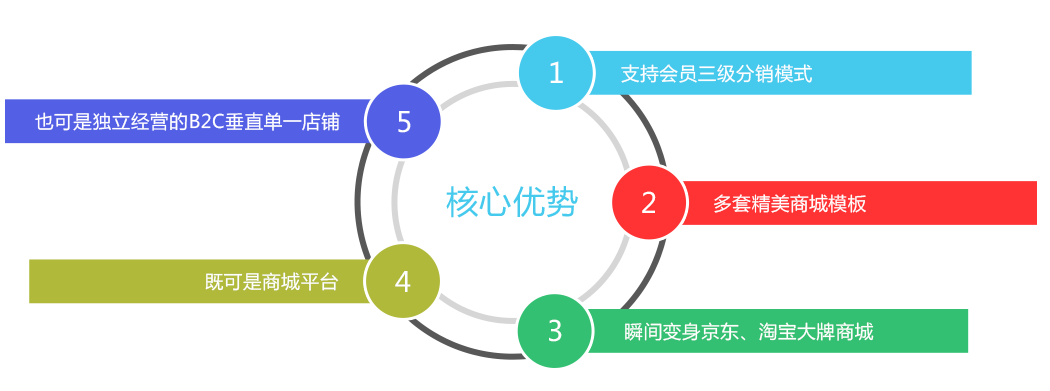 核心优势
1
支持会员三级分销模式
2
多套精美商城模板
3
瞬间变身京东、淘宝大牌商城
4
既可是商城平台
5
也可是独立经营的B2C垂直单一店铺